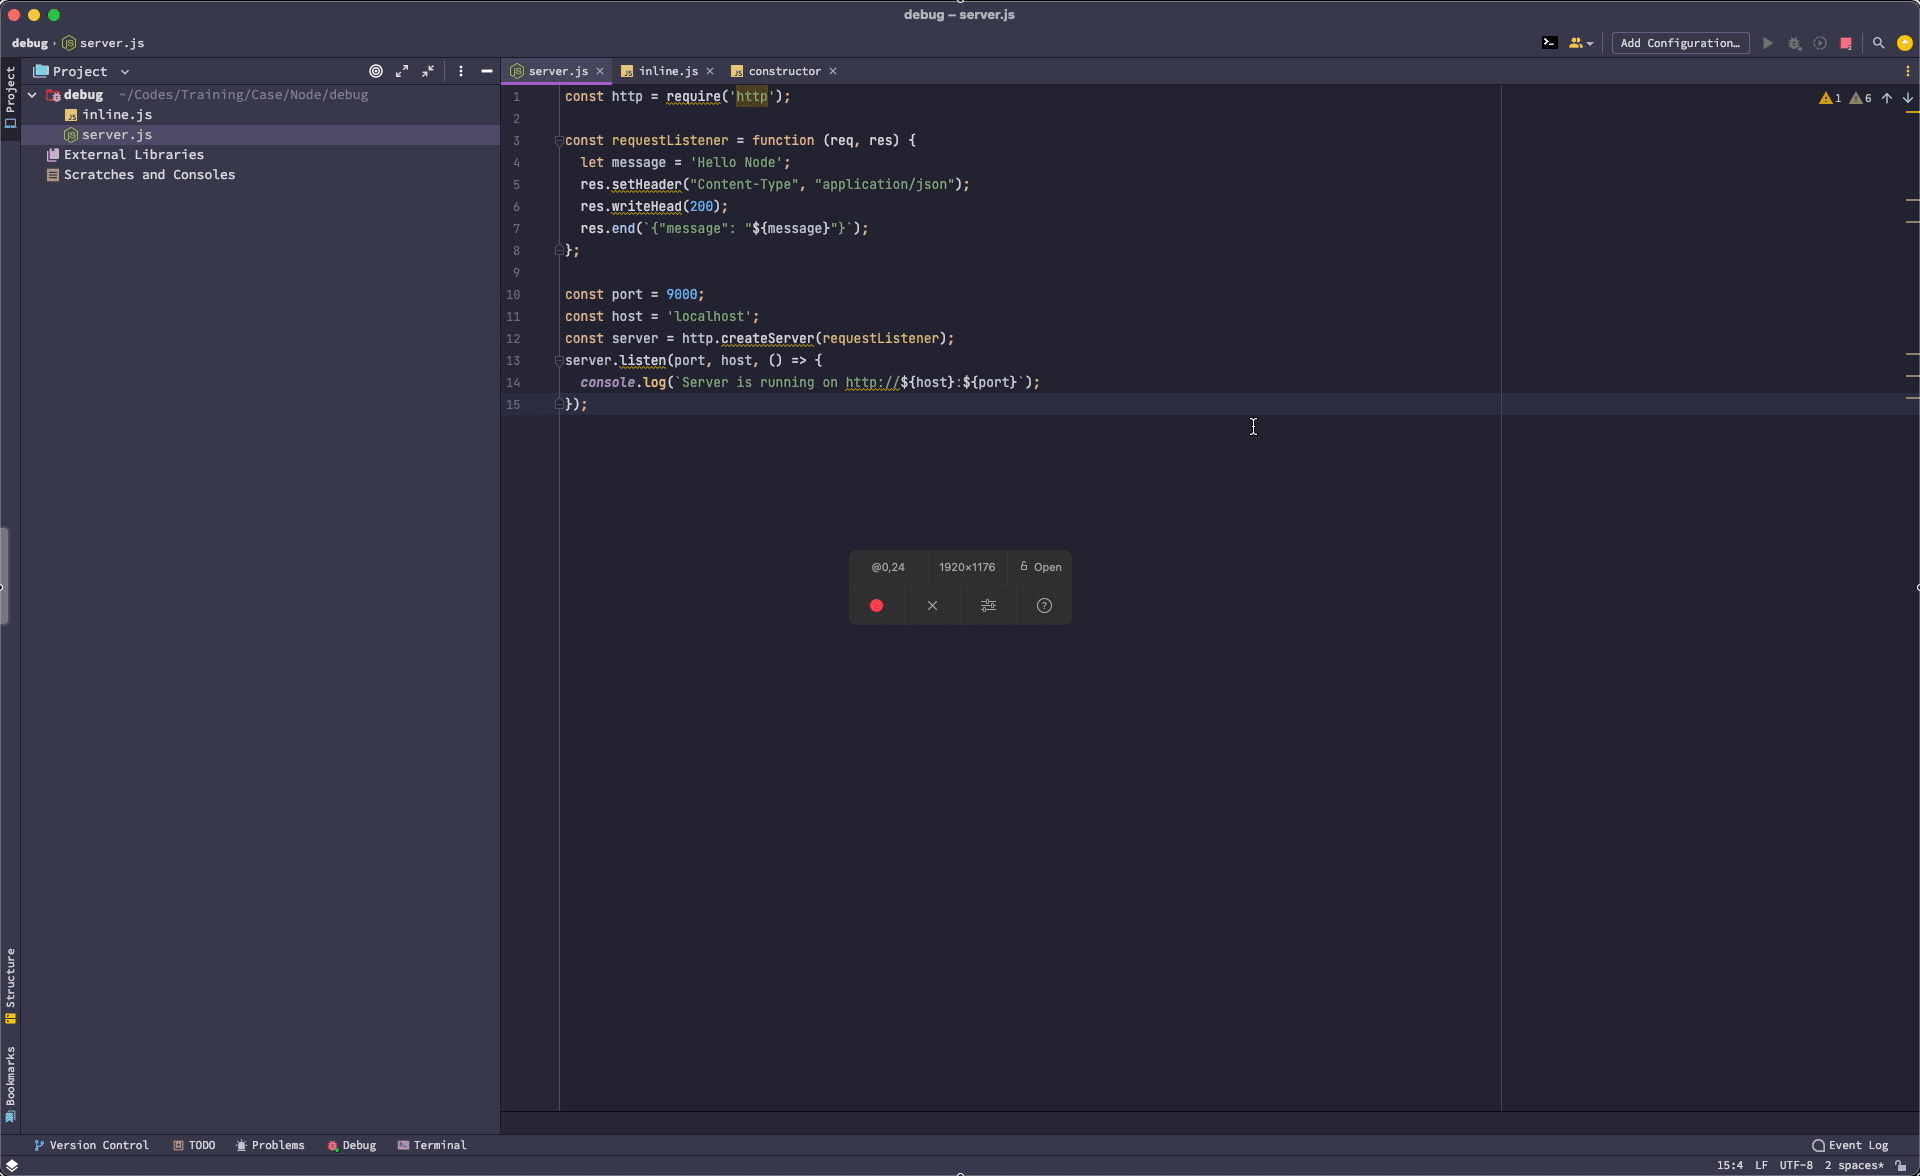 debug – server.js
debug › server.js
Add Configuration…
Project
Project
server.js
inline.js
constructor
debug ~/Codes/Training/Case/Node/debug
inline.js
server.js
External Libraries
Scratches and Consoles
1 6
1 const http = require('http');
2
3 const requestListener = function (req, res) {
4 let message = 'Hello Node';
5 res.setHeader("Content-Type", "application/json");
6 res.writeHead(200);
7 res.end(`{"message": "${message}"}`);
8 };
9
10 const port = 9000;
11 const host = 'localhost';
12 const server = http.createServer(requestListener);
13 server.listen(port, host, () => {
14 console.log(`Server is running on http://${host}:${port}`);
15 });
@0,24 1920×1176 Open
Structure
Bookmarks
Version Control TODO Problems Debug Terminal Event Log
15:4 LF UTF-8 2 spaces*